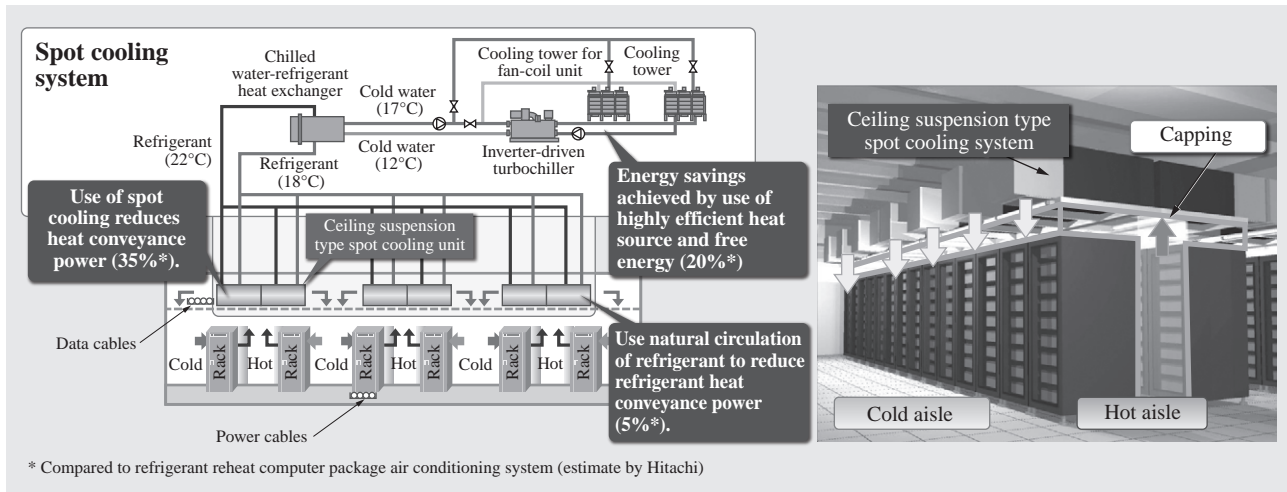 Spot cooling
system
Chilled
water-refrigerant
heat exchanger
Cold water
(17°C)
Cooling tower for
fan-coil unit
Cooling
tower
Refrigerant
(22°C)
Refrigerant
(18°C)
Cold water
(12°C)
Inverter-driven
turbochiller
Use of spot
cooling reduces
heat conveyance
power (35%*).
Ceiling suspension
type spot cooling unit
Energy savings
achieved by use of
highly efficient heat
source and free
energy (20%*)
Data cables
Cold
Rack
Hot
Rack
Cold
Rack
Hot
Rack
Cold
Rack
Hot
Rack
Use natural circulation
of refrigerant to reduce
refrigerant heat
conveyance power
(5%*).
Power cables
Ceiling suspension type
spot cooling system
Capping
Cold aisle
Hot aisle
* Compared to refrigerant reheat computer package air conditioning system (estimate by Hitachi)